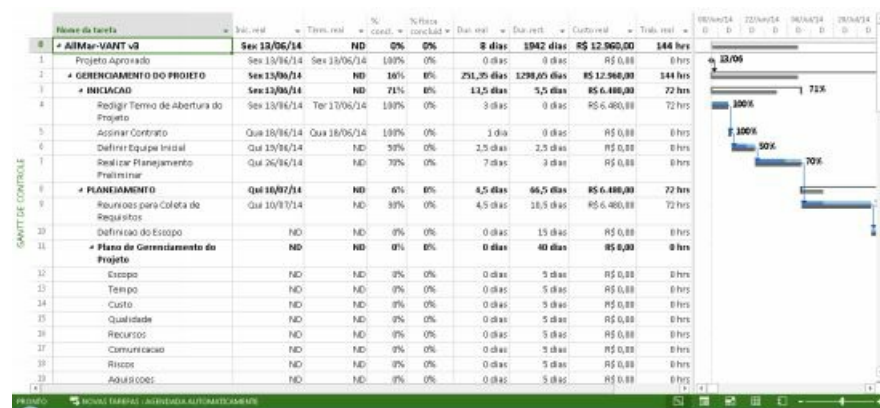 %
% física
Nome da tarefa Iníc. real Térm. real concl. concluíd Dur. real Dur. rest. Custo real Trab. real
08/Jun/14 22/Jun/14 06/Jul/14 20/Jul/14
D D D D D D D
0 AllMar-VANT v3 Sex 13/06/14 ND 0% 0% 8 dias 1942 dias R$ 12.960,00 144 hrs
1 Projeto Aprovado Sex 13/06/14 Sex 13/06/14 100% 0% 0 dias 0 dias R$ 0,00 0 hrs 13/06
2 GERENCIAMENTO DO PROJETO Sex 13/06/14 ND 16% 0% 251,35 dias 1298,65 dias R$ 12.960,00 144 hrs
3 INICIACAO Sex 13/06/14 ND 71% 0% 13,5 dias 5,5 dias R$ 6.480,00 72 hrs 71%
4 Redigir Termo de Abertura do Sex 13/06/14 Ter 17/06/14 100% 0% 3 dias 0 dias R$ 6.480,00 72 hrs 100%
Projeto
5 Assinar Contrato Qua 18/06/14 Qua 18/06/14 100% 0% 1 dia 0 dias R$ 0,00 0 hrs 100%
6 Definir Equipe Inicial Qui 19/06/14 ND 50% 0% 2,5 dias 2,5 dias R$ 0,00 0 hrs 50%
7 Realizar Planejamento Qui 26/06/14 ND 70% 0% 7 dias 3 dias R$ 0,00 0 hrs 70%
Preliminar
8 PLANEJAMENTO Qui 10/07/14 ND 6% 0% 4,5 dias 66,5 dias R$ 6.480,00 72 hrs
9 Reunioes para Coleta de Qui 10/07/14 ND 30% 0% 4,5 dias 10,5 dias R$ 6.480,00 72 hrs
Requisitos
10 Definicao do Escopo ND ND 0% 0% 0 dias 15 dias R$ 0,00 0 hrs
11 Plano de Gerenciamento do ND ND 0% 0% 0 dias 40 dias R$ 0,00 0 hrs
Projeto
12 Escopo ND ND 0% 0% 0 dias 5 dias R$ 0,00 0 hrs
13 Tempo ND ND 0% 0% 0 dias 5 dias R$ 0,00 0 hrs
14 Custo ND ND 0% 0% 0 dias 5 dias R$ 0,00 0 hrs
15 Qualidade ND ND 0% 0% 0 dias 5 dias R$ 0,00 0 hrs
16 Recursos ND ND 0% 0% 0 dias 5 dias R$ 0,00 0 hrs
17 Comunicacao ND ND 0% 0% 0 dias 5 dias R$ 0,00 0 hrs
18 Riscos ND ND 0% 0% 0 dias 5 dias R$ 0,00 0 hrs
19 Aquisicoes ND ND 0% 0% 0 dias 5 dias R$ 0,00 0 hrs
GANTT DE CONTROLE
PRONTO NOVAS TAREFAS : AGENDADA AUTOMATICAMENTE